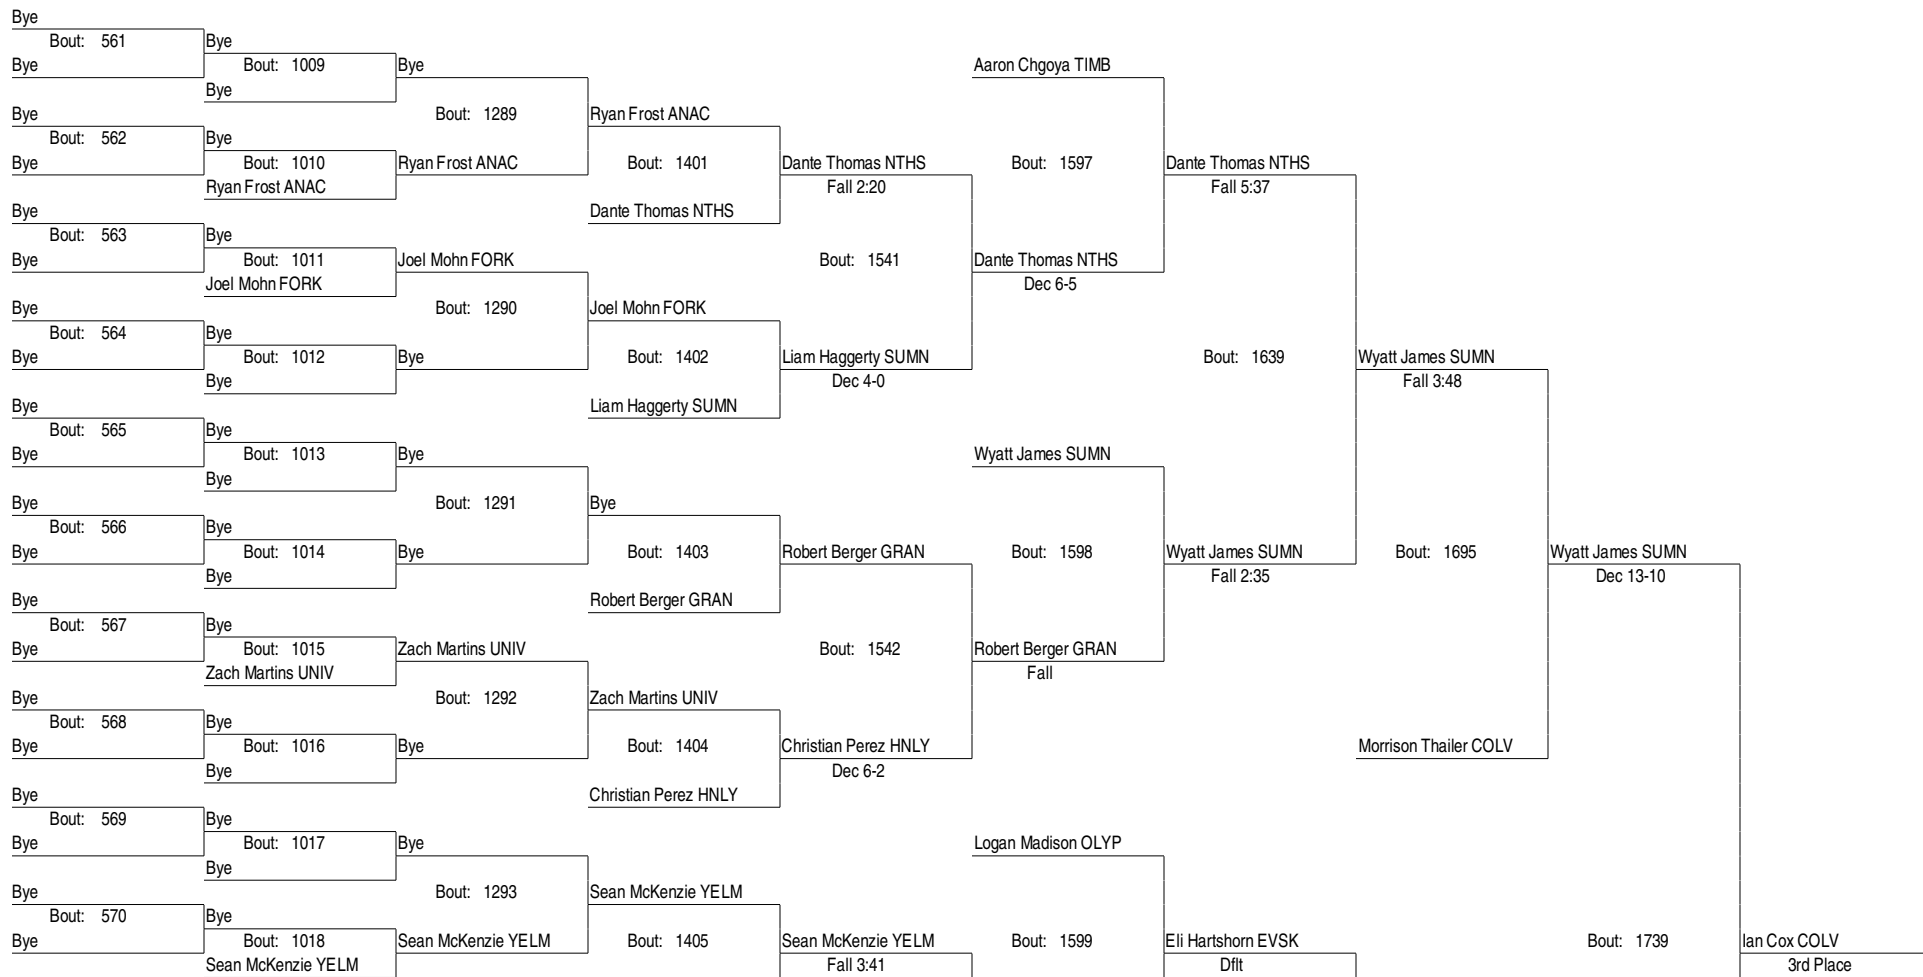 Bye
Bout: 561 Bye
Bye Bout: 1009 Bye Aaron Chgoya TIMB
Bye
Bye Bout: 1289 Ryan Frost ANAC
Bout: 562 Bye
Bye Bout: 1010 Ryan Frost ANAC Bout: 1401 Dante Thomas NTHS Bout: 1597 Dante Thomas NTHS
Ryan Frost ANAC Fall 2:20 Fall 5:37
Bye Dante Thomas NTHS
Bout: 563 Bye
Bye Bout: 1011 Joel Mohn FORK Bout: 1541 Dante Thomas NTHS
Joel Mohn FORK Dec 6-5
Bye Bout: 1290 Joel Mohn FORK
Bout: 564 Bye
Bye Bout: 1012 Bye Bout: 1402 Liam Haggerty SUMN Bout: 1639 Wyatt James SUMN
Bye Dec 4-0 Fall 3:48
Bye Liam Haggerty SUMN
Bout: 565 Bye
Bye Bout: 1013 Bye Wyatt James SUMN
Bye
Bye Bout: 1291 Bye
Bout: 566 Bye
Bye Bout: 1014 Bye Bout: 1403 Robert Berger GRAN Bout: 1598 Wyatt James SUMN Bout: 1695 Wyatt James SUMN
Bye Fall 2:35 Dec 13-10
Bye Robert Berger GRAN
Bout: 567 Bye
Bye Bout: 1015 Zach Martins UNIV Bout: 1542 Robert Berger GRAN
Zach Martins UNIV Fall
Bye Bout: 1292 Zach Martins UNIV
Bout: 568 Bye
Bye Bout: 1016 Bye Bout: 1404 Christian Perez HNLY Morrison Thailer COLV
Bye Dec 6-2
Bye Christian Perez HNLY
Bout: 569 Bye
Bye Bout: 1017 Bye Logan Madison OLYP
Bye
Bye Bout: 1293 Sean McKenzie YELM
Bout: 570 Bye
Bye Bout: 1018 Sean McKenzie YELM Bout: 1405 Sean McKenzie YELM Bout: 1599 Eli Hartshorn EVSK Bout: 1739 Ian Cox COLV
Sean McKenzie YELM Fall 3:41 Dflt 3rd Place